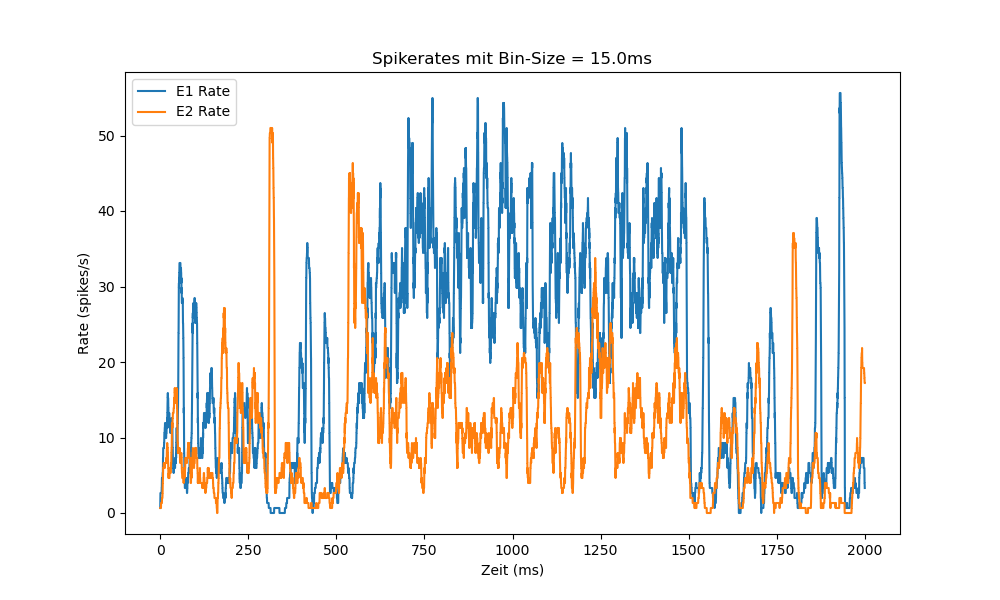 Spikerates mit Bin-Size = 15.0ms
E1 Rate
E2 Rate
Rate (spikes/s)
50
40
30
20
10
0
0 250 500 750 1000 1250 1500 1750 2000
Zeit (ms)